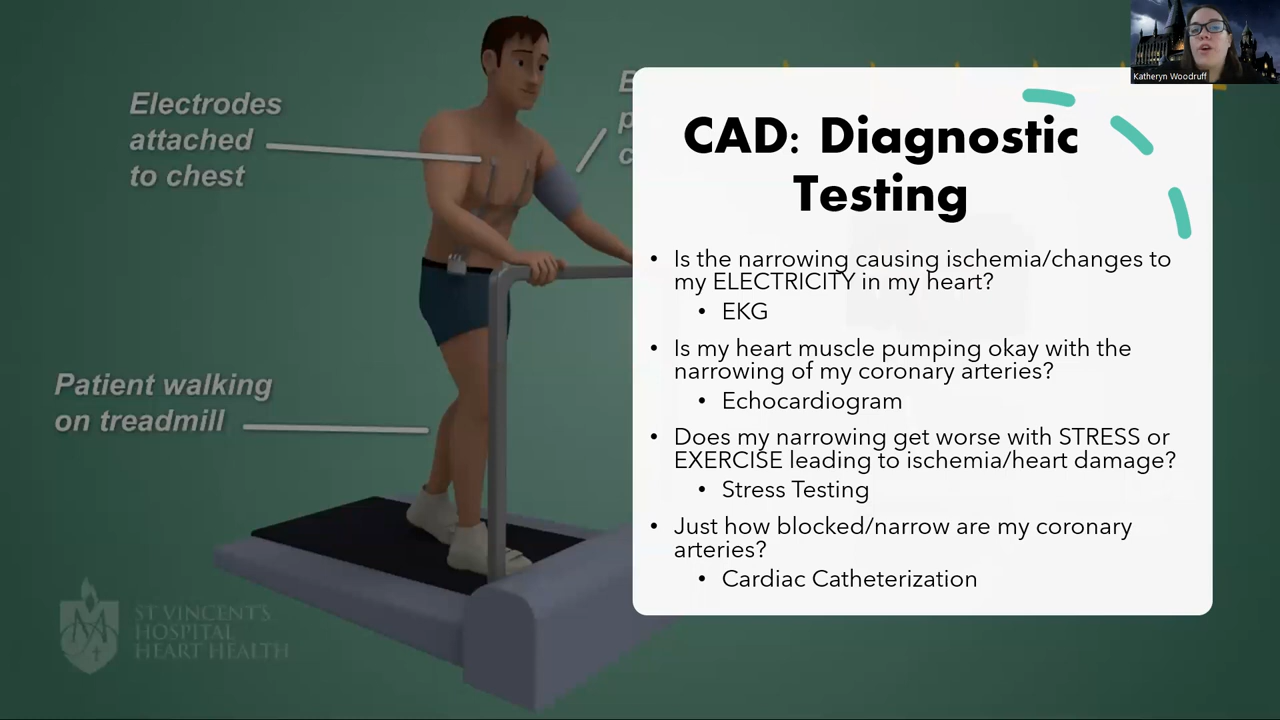 Katheryn Woodruff
Electrodes
attached
to chest
CAD: Diagnostic
Testing
• Is the narrowing causing ischemia/changes to
my ELECTRICITY in my heart?
• EKG
• Is my heart muscle pumping okay with the
narrowing of my coronary arteries?
• Echocardiogram
• Does my narrowing get worse with STRESS or
EXERCISE leading to ischemia/heart damage?
• Stress Testing
• Just how blocked/narrow are my coronary
arteries?
• Cardiac Catheterization
Patient walking
on treadmill
ST VINCENT'S
HOSPITAL
HEART HEALTH